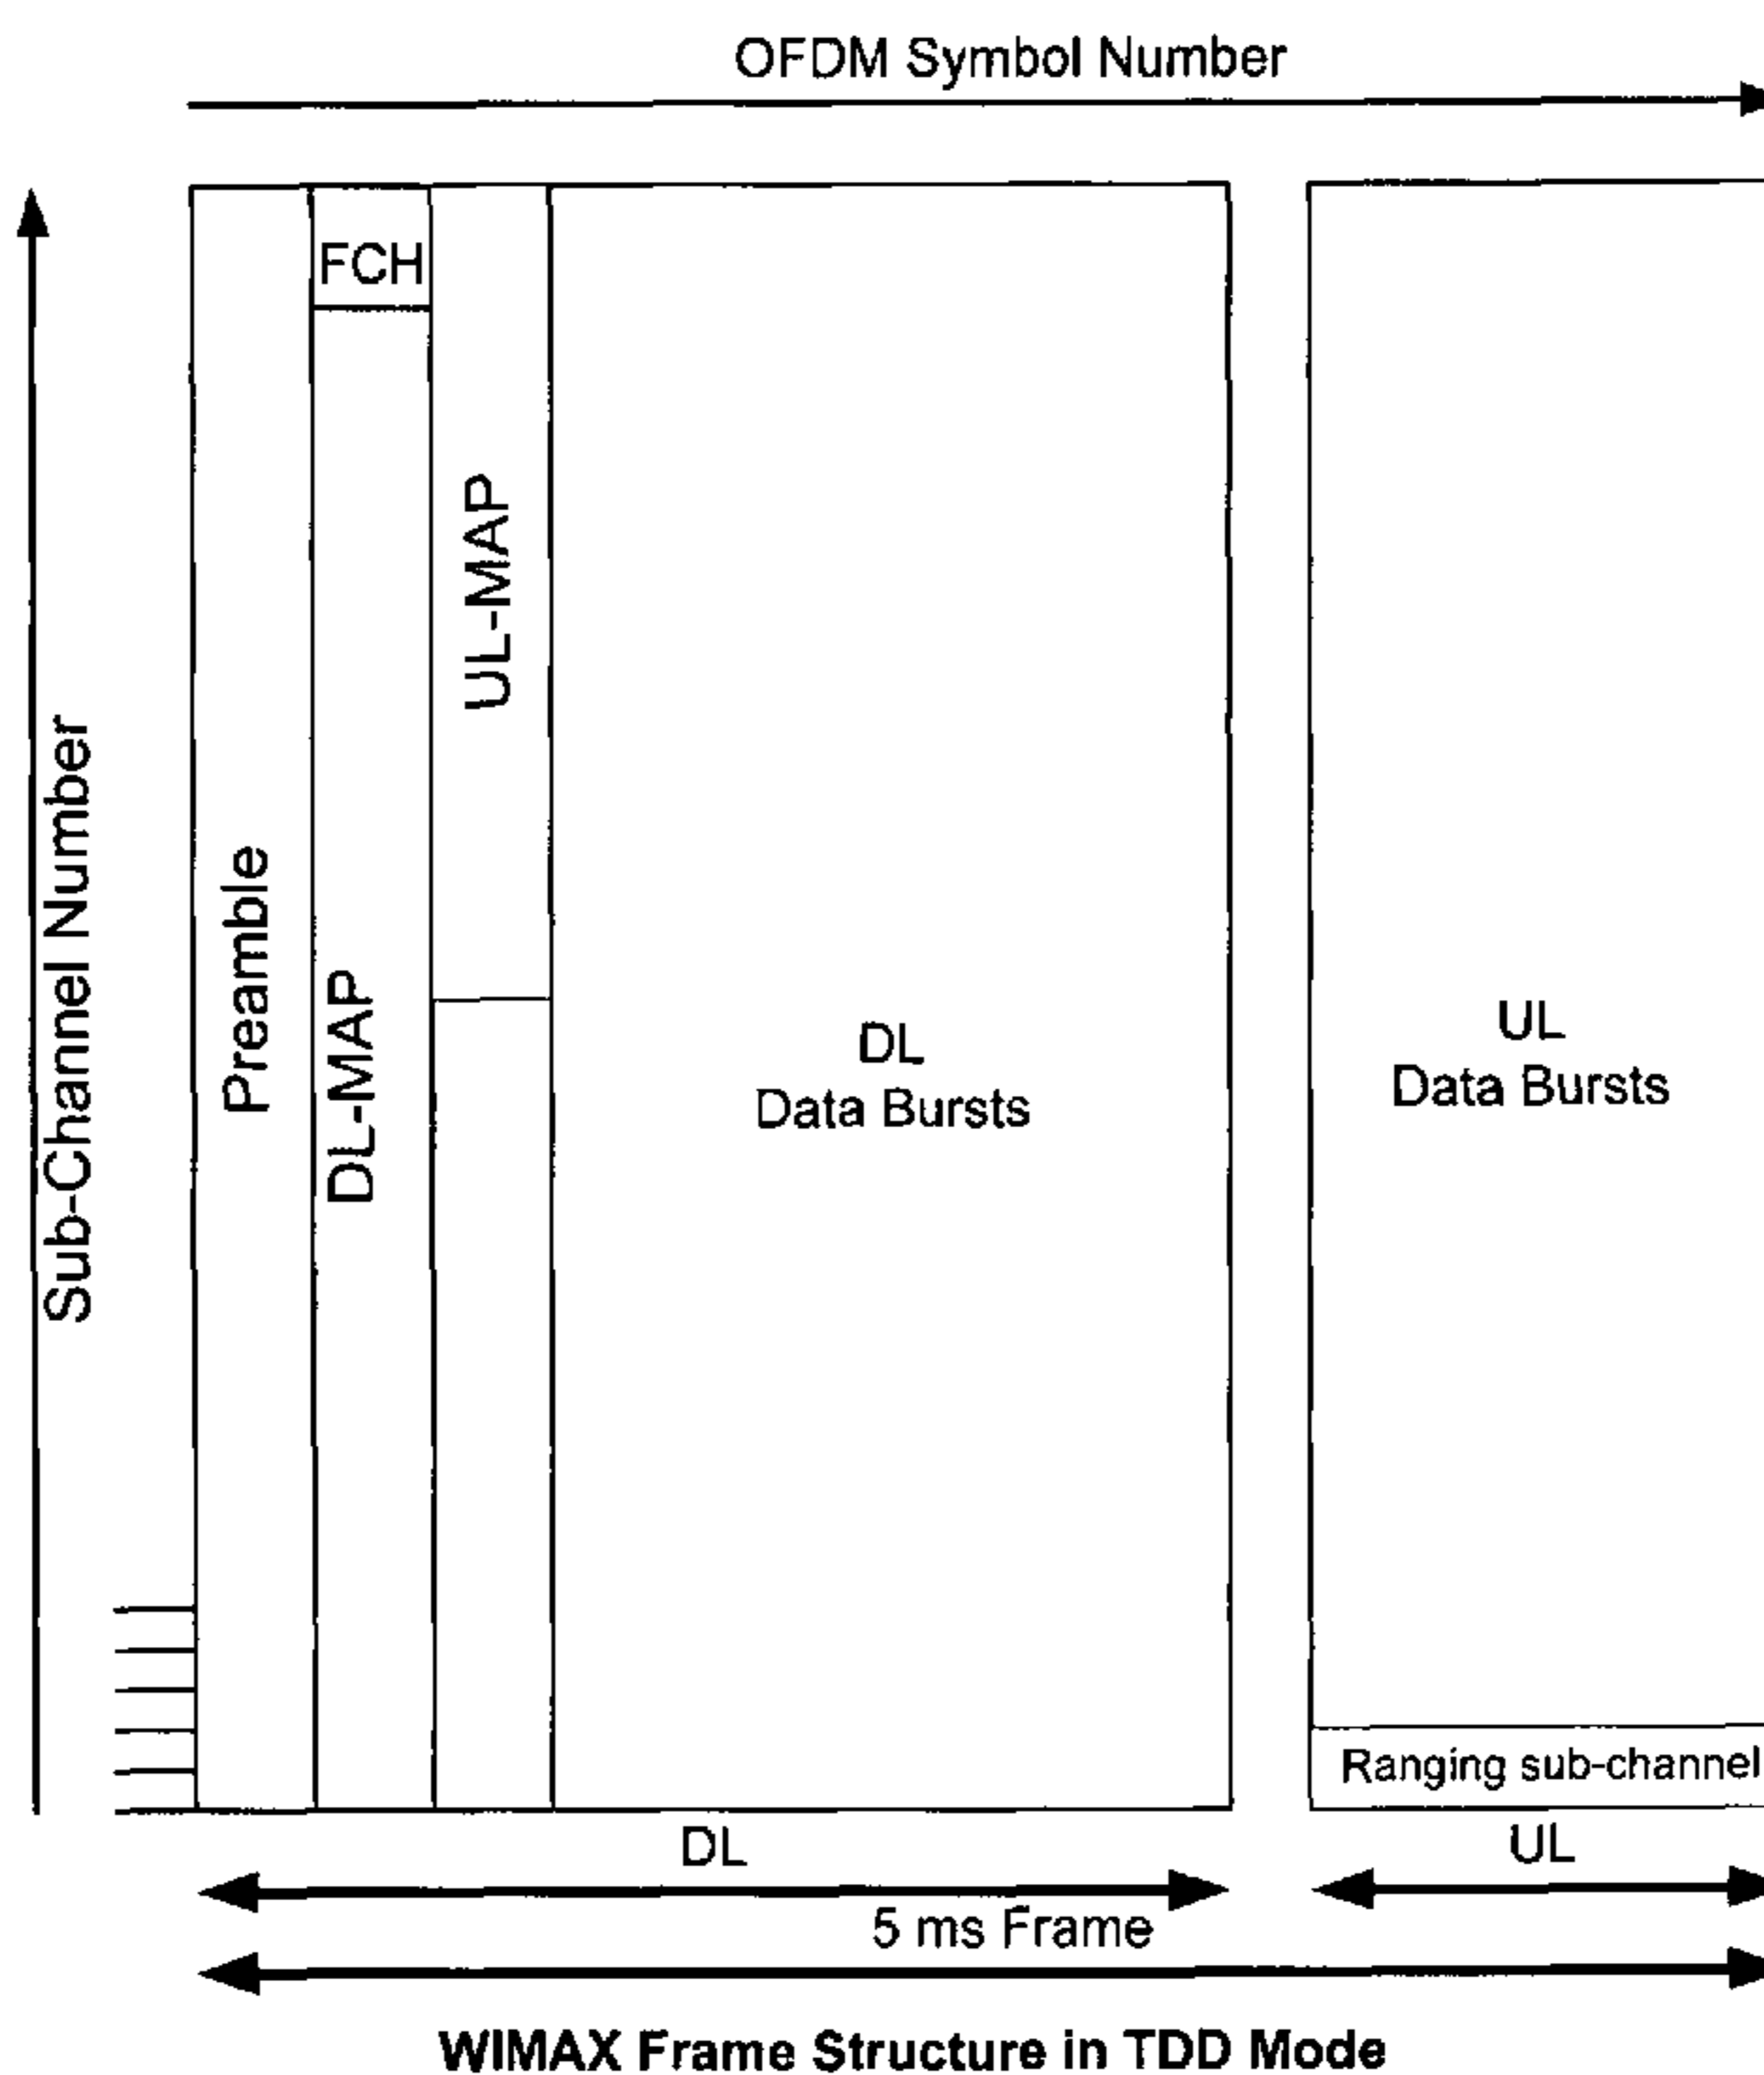 OFDM Symbol Number
Sub-Channel Number
Preamble
FCH
DL-MAP
UL-MAP
DL
Data Bursts
UL
Data Bursts
Ranging sub-channel
DL
UL
5 ms Frame
WIMAX Frame Structure in TDD Mode